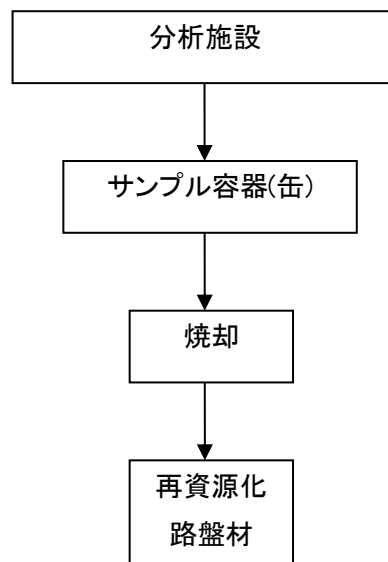 分析施設
サンプル容器(缶)
焼却
再資源化
路盤材